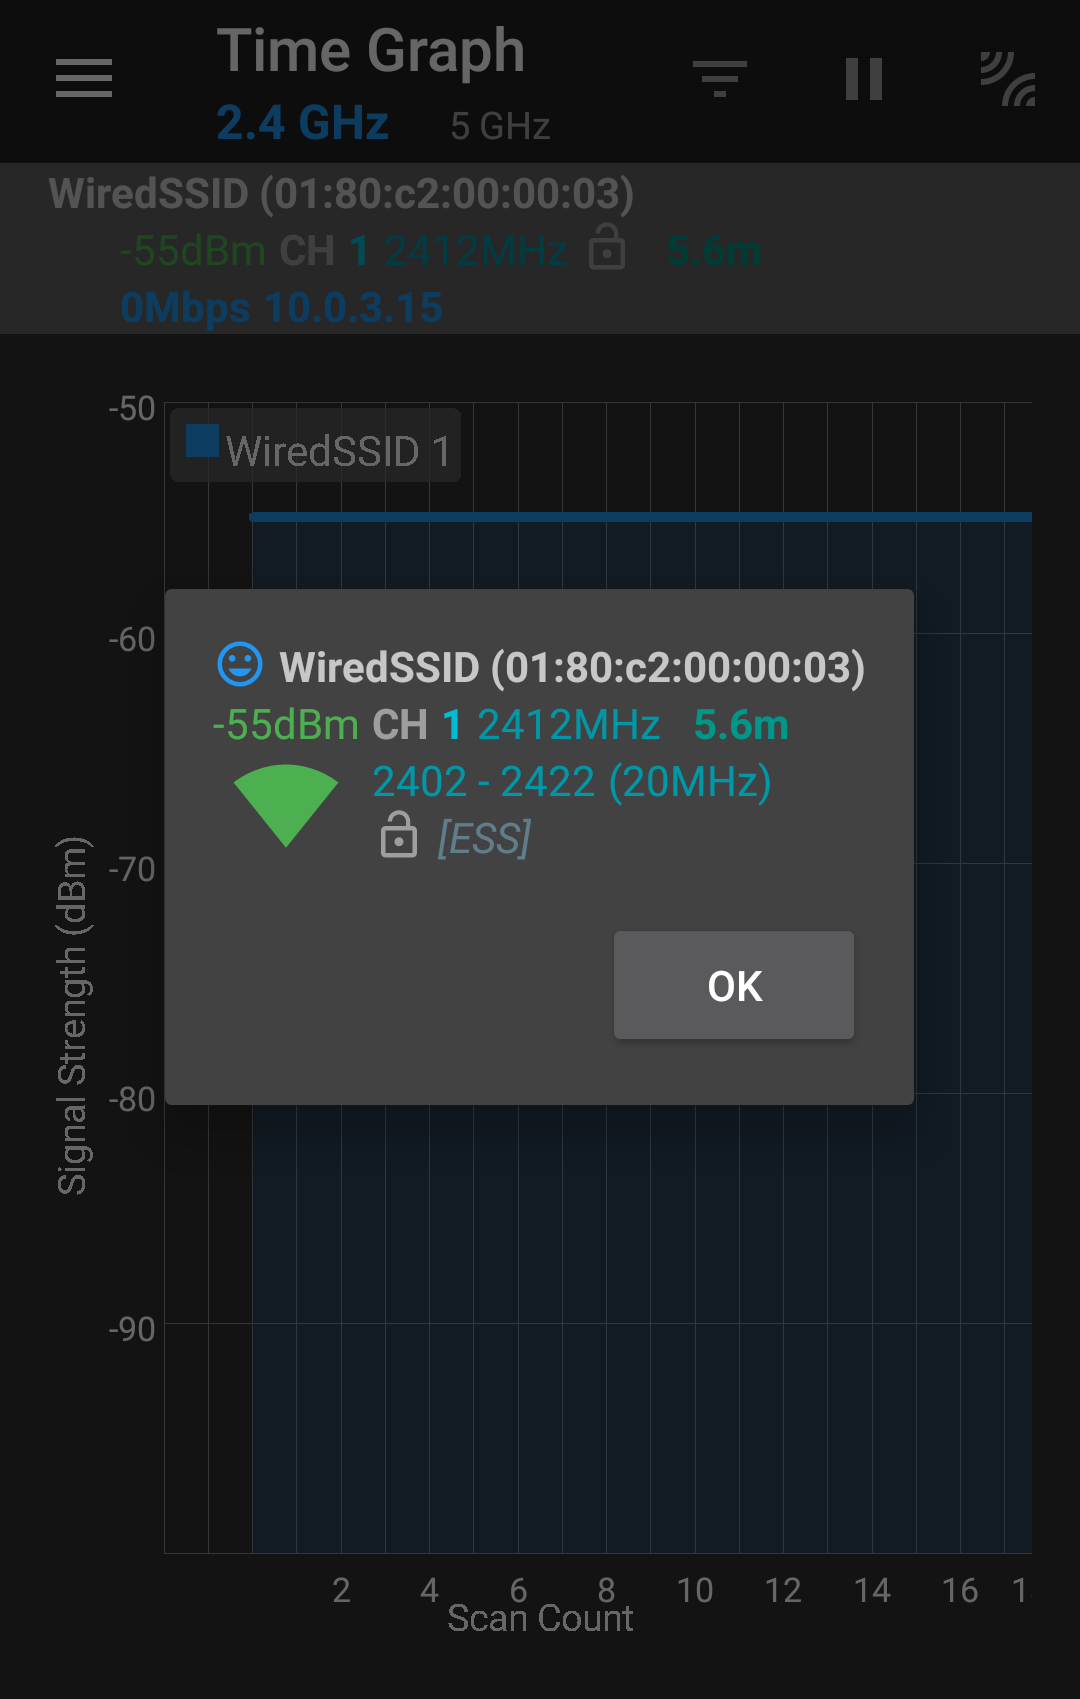 Time Graph
2.4 GHz 5 GHz
WiredSSID (01:80:c2:00:00:03)
-55dBm CH 1 2412MHz 5.6m
0Mbps 10.0.3.15
-50
WiredSSID 1
-60
WiredSSID (01:80:c2:00:00:03)
-55dBm CH 1 2412MHz 5.6m
2402 - 2422 (20MHz)
[ESS]
-70
OK
-80
Signal Strength (dBm)
-90
2 4 6 8 10 12 14 16
Scan Count